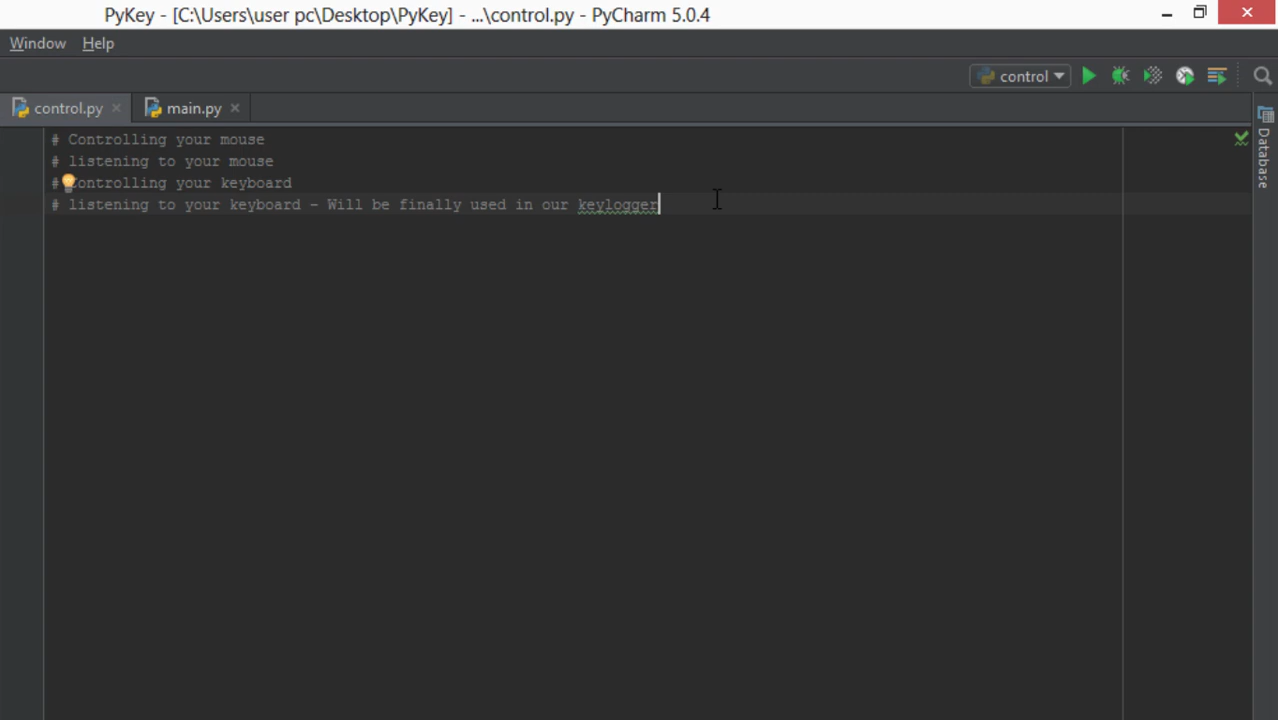 PyKey - [C:\Users\user pc\Desktop\PyKey] - ...\control.py - PyCharm 5.0.4
Window Help
control
control.py main.py
# Controlling your mouse
# listening to your mouse
# Controlling your keyboard
# listening to your keyboard - Will be finally used in our keylogger
Database